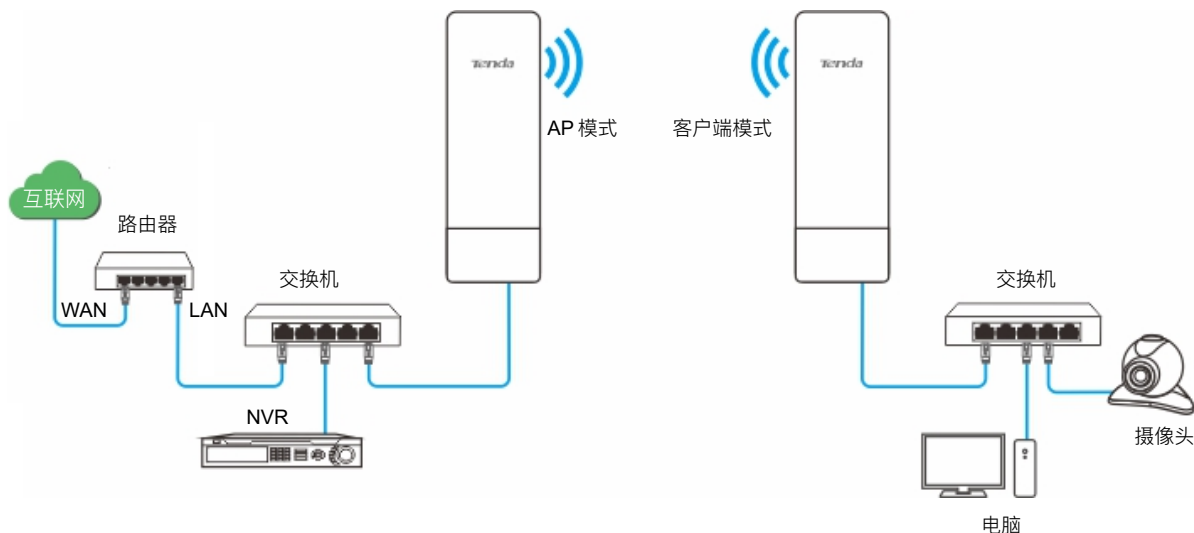 Tenda
Tenda
AP 模式
客户端模式
互联网
路由器
交换机
交换机
WAN
LAN
NVR
摄像头
电脑